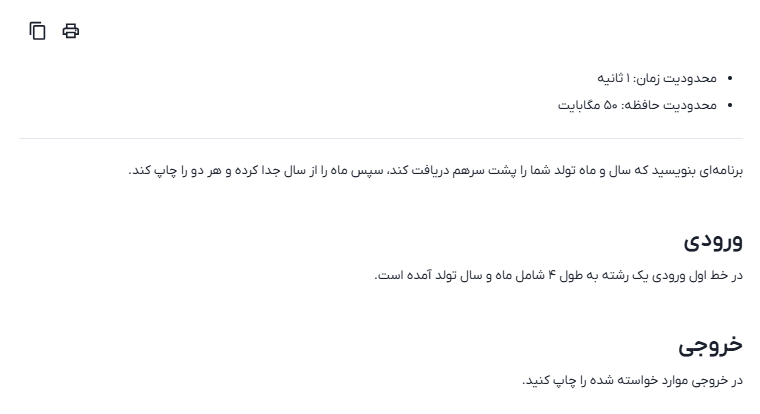 محدودیت زمان: ۱ ثانیه
محدودیت حافظه: ۵۰ مگابایت
برنامه‌ای بنویسید که سال و ماه تولد شما را پشت سرهم دریافت کند، سپس ماه را از سال جدا کرده و هر دو را چاپ کند.
ورودی
در خط اول ورودی یک رشته به طول ۴ شامل ماه و سال تولد آمده است.
خروجی
در خروجی موارد خواسته شده را چاپ کنید.